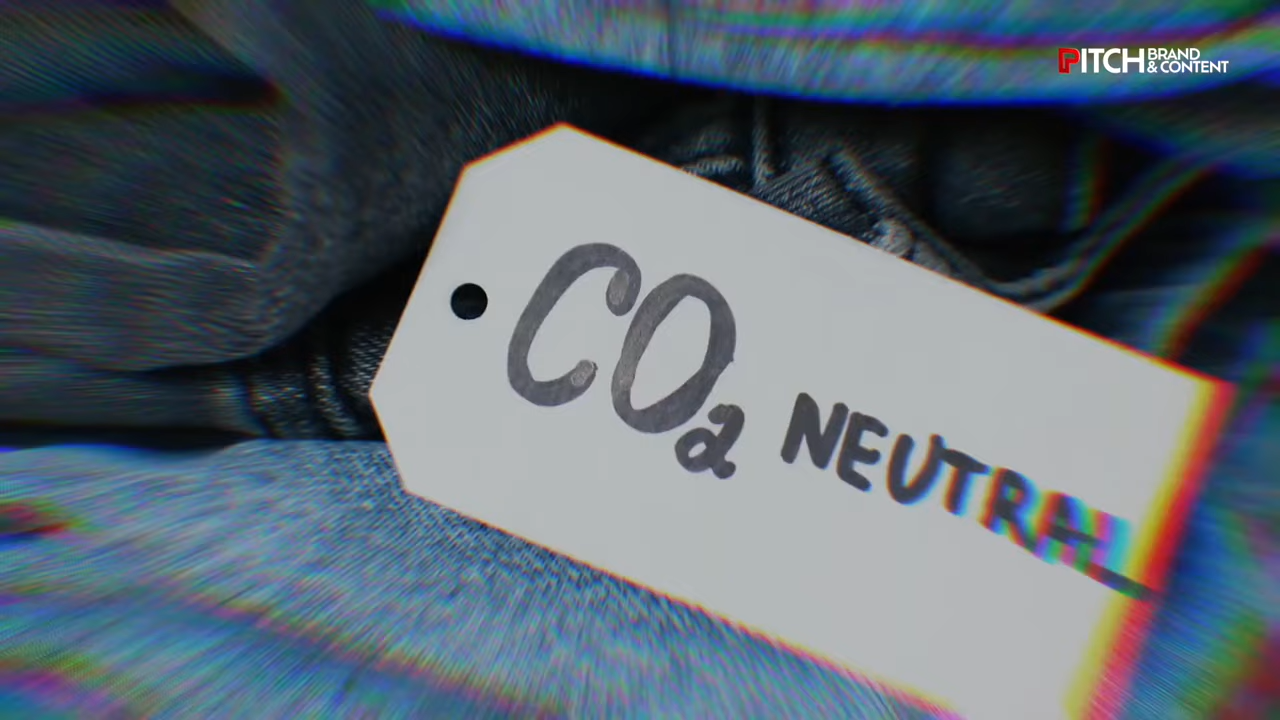 PITCH BRAND
& CONTENT
CO₂ NEUTRAL